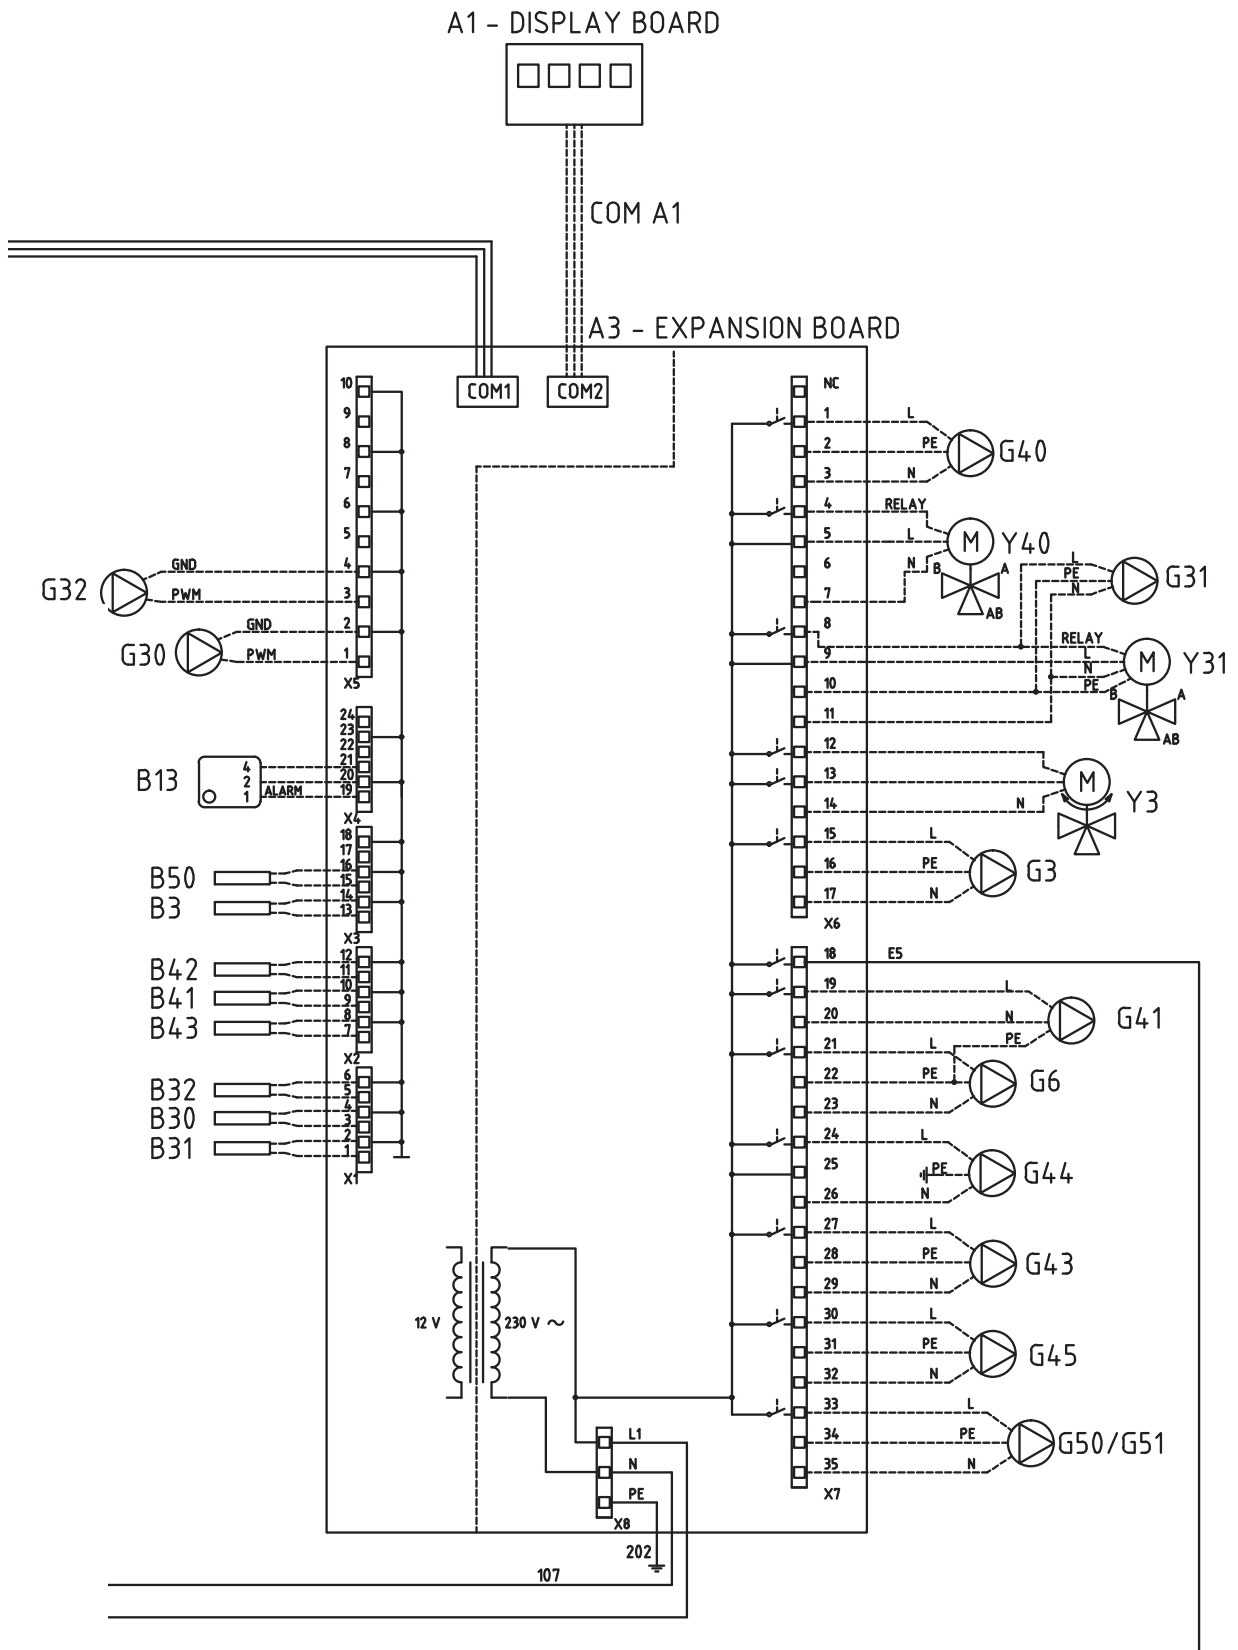 A1 - DISPLAY BOARD
COM A1
A3 - EXPANSION BOARD
COM1 COM2
10
9
8
7
6
5
4
3
2
1
X5
GND
G32
PWM
GND
G30
PWM
24
23
22
21
20
19
X4
B13
4
2
1 ALARM
18
17
16
15
14
13
X3
B50
B3
12
11
10
9
8
7
X2
B42
B41
B43
6
5
4
3
2
1
X1
B32
B30
B31
NC
1 L
2 PE G40
3 N
4 RELAY
5 L M Y40
6 N B A
7 AB
L
PE G31
N
8
9
10
11
RELAY
L M Y31
N
PE B A
AB
12
13 M
14 N Y3
15 L
16 PE G3
17 N
X6
18 E5
19 L
20 N G41
PE
21 L
22 PE G6
23 N
24 L
25 PE G44
26 N
27 L
28 PE G43
29 N
30 L
31 PE G45
32 N
33 L
34 PE G50/G51
35 N
X7
12 V 230 V ~
L1
N
PE
X8
202
107